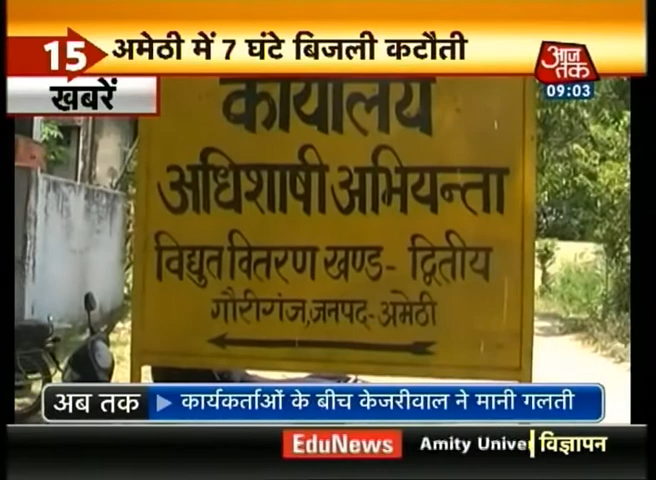 15 अमेठी में 7 घंटे बिजली कटौती
आज तक
खबरें
09:03
कार्यालय
अधिशाषी अभियन्ता
विद्युत वितरण खण्ड- द्वितीय
गौरीगंज,जनपद-अमेठी
अब तक कार्यकर्ताओं के बीच केजरीवाल ने मानी गलती
EduNews Amity विज्ञापन